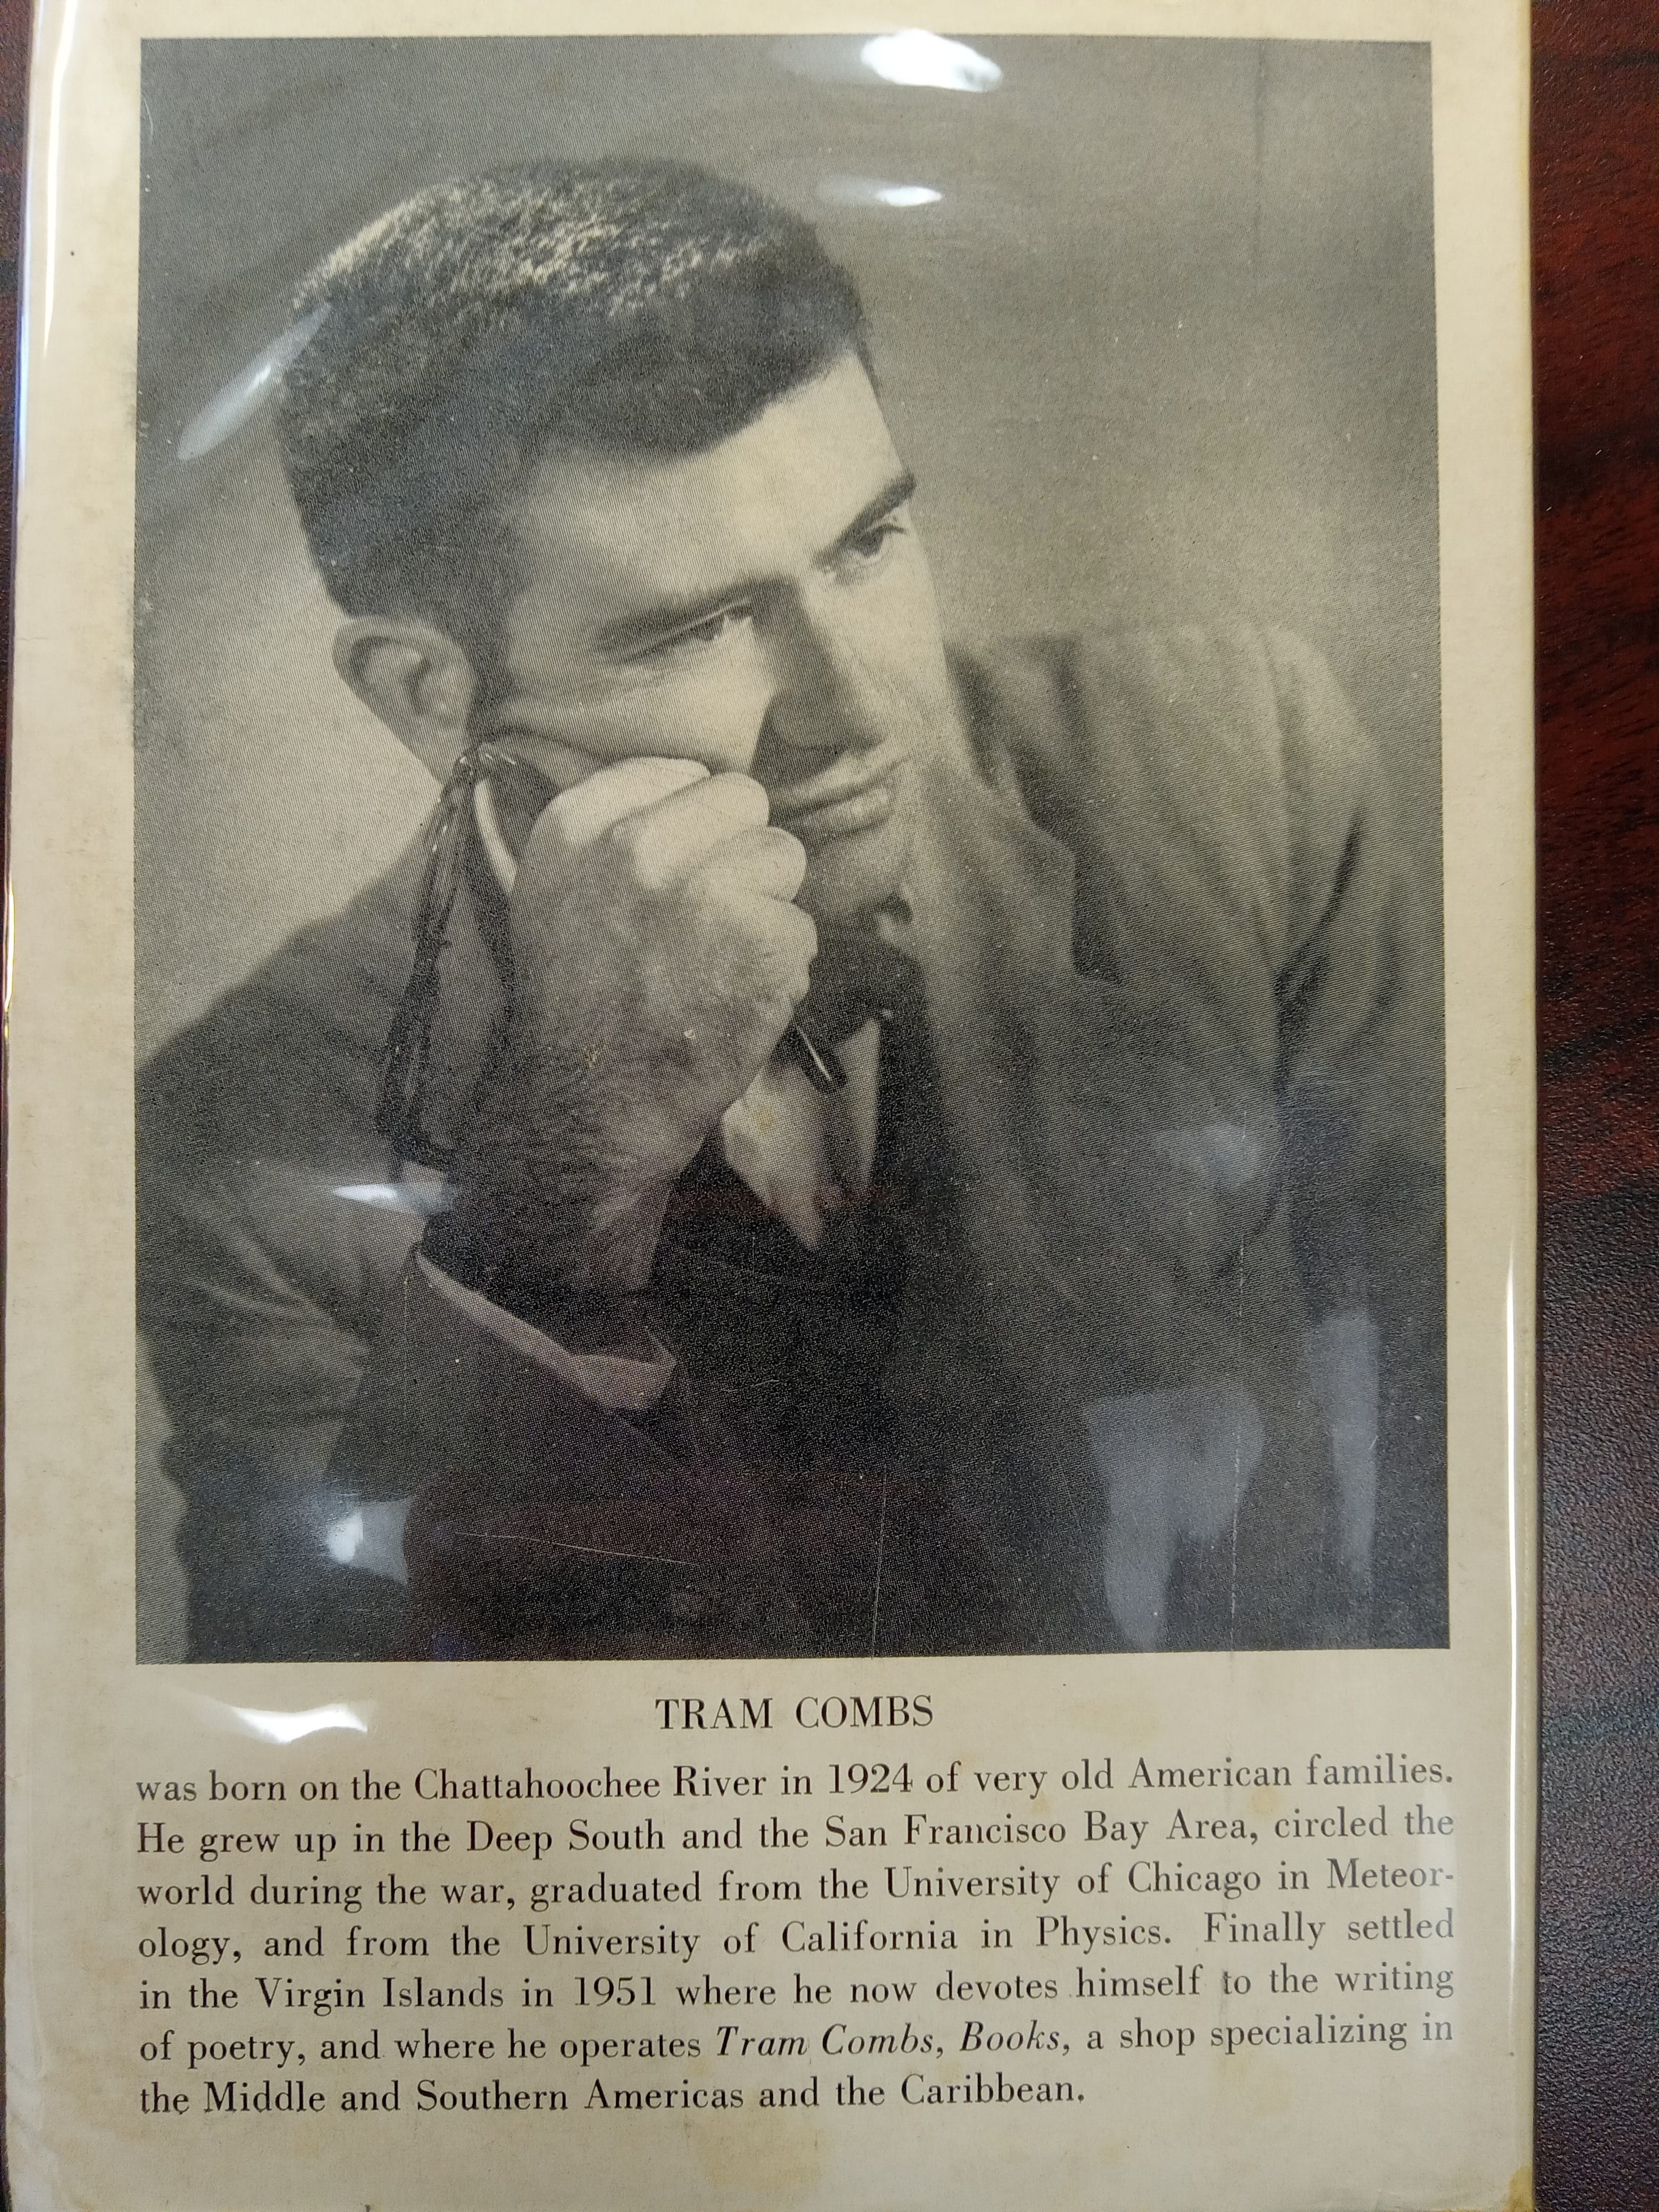 TRAM COMBS
was born on the Chattahoochee River in 1924 of very old American families.
He grew up in the Deep South and the San Francisco Bay Area, circled the
world during the war, graduated from the University of Chicago in Meteor-
ology, and from the University of California in Physics. Finally settled
in the Virgin Islands in 1951 where he now devotes himself to the writing
of poetry, and where he operates Tram Combs, Books, a shop specializing in
the Middle and Southern Americas and the Caribbean.